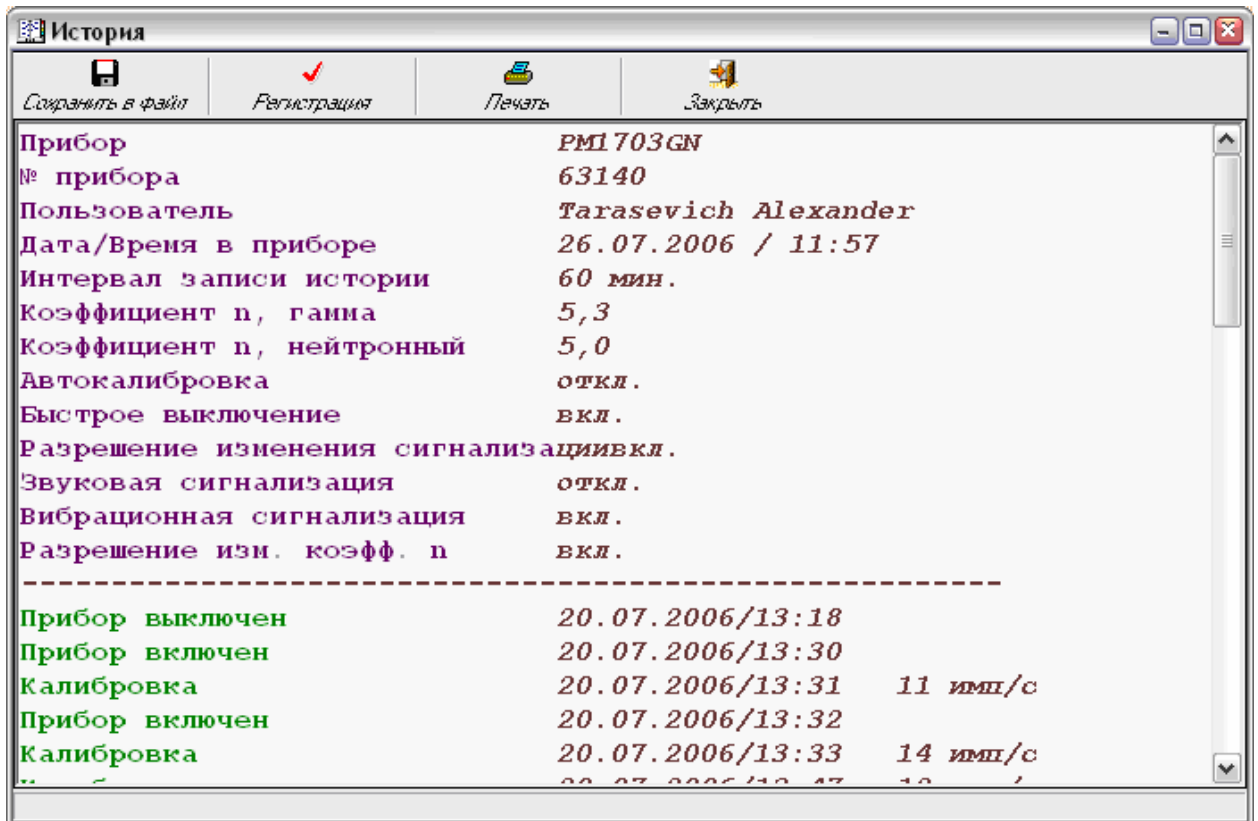 История
Сохранить в файл Регистрация Печать Закрыть
Прибор PM1703GN
№ прибора 63140
Пользователь Tarasevich Alexander
Дата/Время в приборе 26.07.2006 / 11:57
Интервал записи истории 60 мин.
Коэффициент n, гамма 5,3
Коэффициент n, нейтронный 5,0
Автокалибровка откл.
Быстрое выключение вкл.
Разрешение изменения сигнализациивкл.
Звуковая сигнализация откл.
Вибрационная сигнализация вкл.
Разрешение изм. коэфф. n вкл.
-------------------------------------------------------
Прибор выключен 20.07.2006/13:18
Прибор включен 20.07.2006/13:30
Калибровка 20.07.2006/13:31 11 имп/с
Прибор включен 20.07.2006/13:32
Калибровка 20.07.2006/13:33 14 имп/с